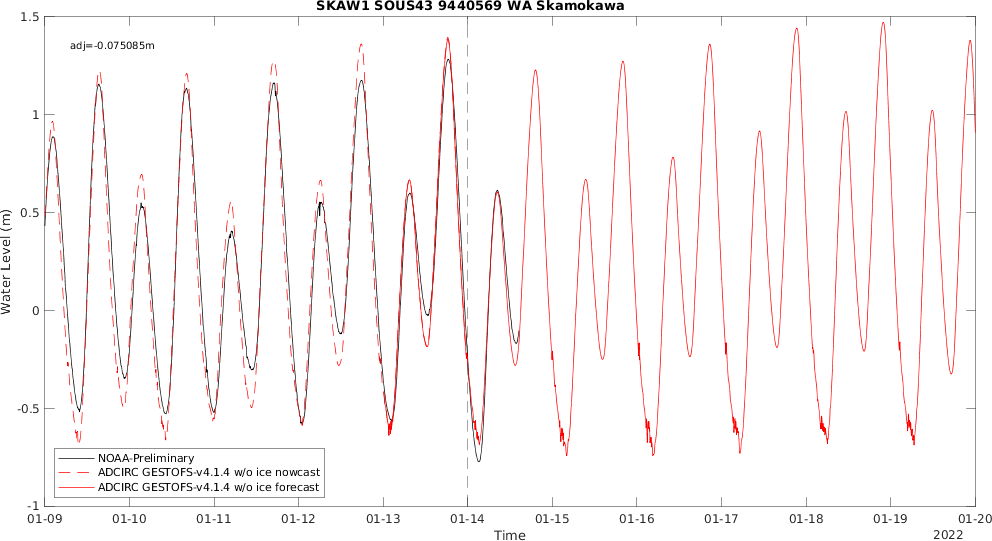 SKAW1 SOUS43 9440569 WA Skamokawa
adj=-0.075085m
Water Level (m)
1.5
1
0.5
0
-0.5
-1
NOAA-Preliminary
ADCIRC GESTOFS-v4.1.4 w/o ice nowcast
ADCIRC GESTOFS-v4.1.4 w/o ice forecast
01-09 01-10 01-11 01-12 01-13 01-14 01-15 01-16 01-17 01-18 01-19 01-20
Time
2022